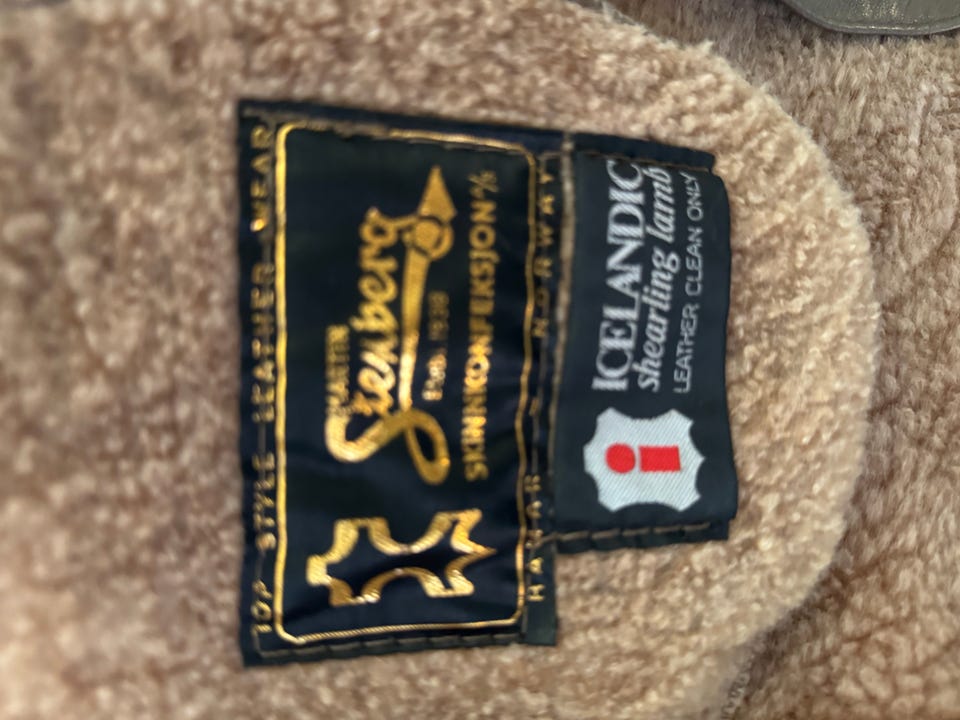 TOP STYLE LEATHER WEAR
Stenberg
Etab. 1938
SKINNKONFEKSJON A/S
HAMAR - NORWAY
i
ICELANDIC
shearling lamb
LEATHER CLEAN ONLY